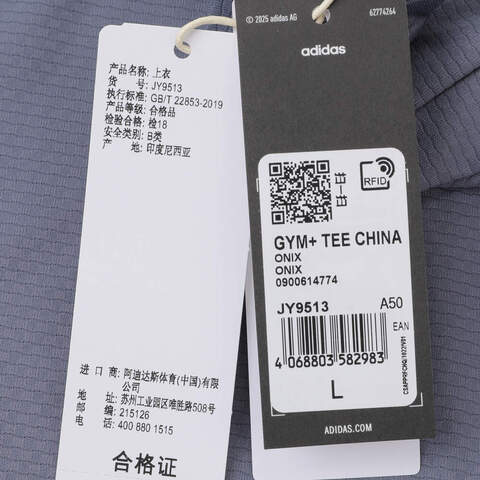 产品名称: 上衣
货 号: JY9513
执行标准: GB/T 22853-2019
产品等级: 合格品
检验合格: 检18
安全类别: B类
产 地: 印度尼西亚
进 口 商: 阿迪达斯体育(中国)有限公司
地 址: 苏州工业园区唯胜路508号
邮 编: 215126
电 话: 400 880 1515
合格证
© 2025 adidas AG
62774264
adidas
RFID
GYM+ TEE CHINA
ONIX
ONIX
0900614774
JY9513
A50
EAN
4 068803 582983
L
ADIDAS.COM